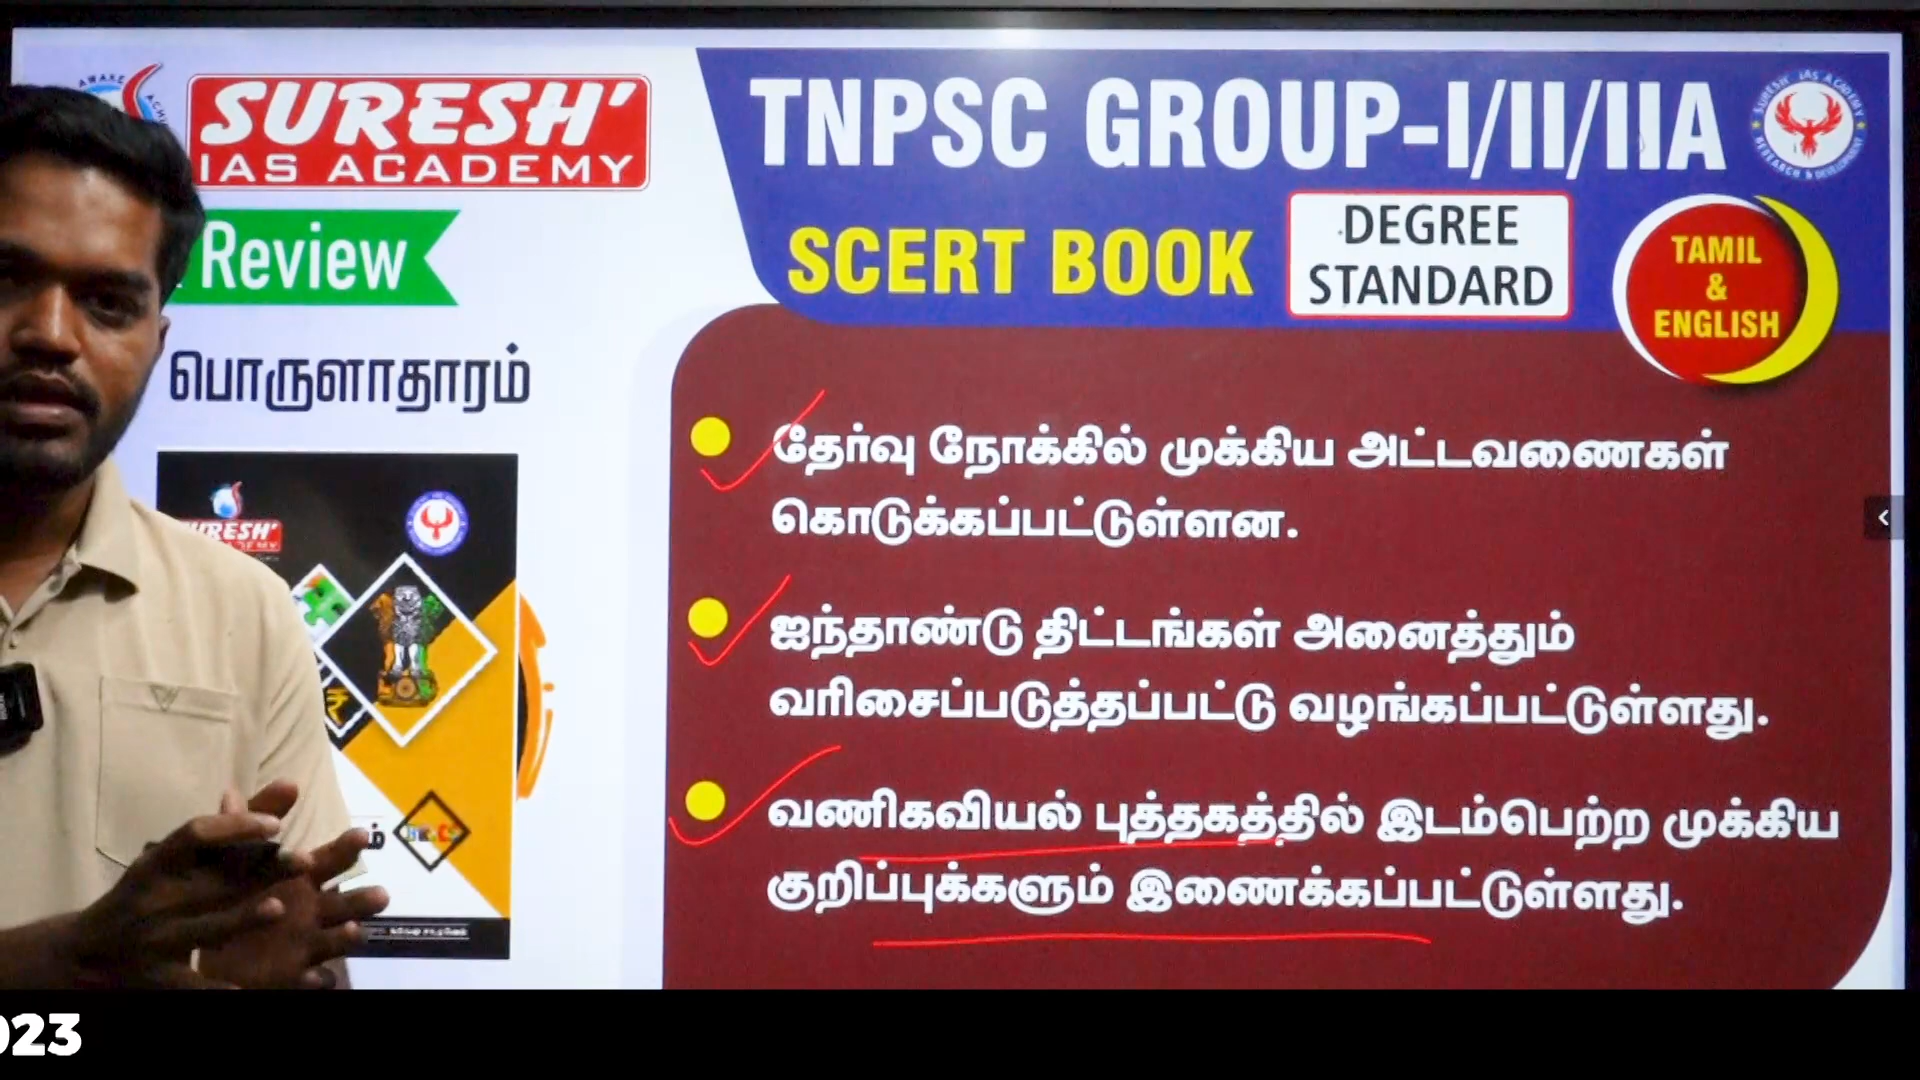 SURESH'
IAS ACADEMY
Review
பொருளாதாரம்
TNPSC GROUP-I/II/IIA
SCERT BOOK
DEGREE
STANDARD
TAMIL
&
ENGLISH
தேர்வு நோக்கில் முக்கிய அட்டவணைகள்
கொடுக்கப்பட்டுள்ளன.
ஐந்தாண்டு திட்டங்கள் அனைத்தும்
வரிசைப்படுத்தப்பட்டு வழங்கப்பட்டுள்ளது.
வணிகவியல் புத்தகத்தில் இடம்பெற்ற முக்கிய
குறிப்புக்களும் இணைக்கப்பட்டுள்ளது.
023